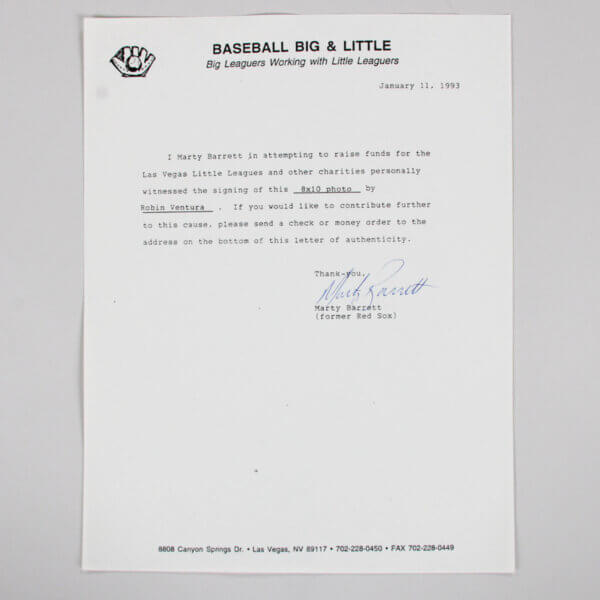 BASEBALL BIG & LITTLE
Big Leaguers Working with Little Leaguers
January 11, 1993
I Marty Barrett in attempting to raise funds for the
Las Vegas Little Leagues and other charities personally
witnessed the signing of this 8x10 photo by
Robin Ventura . If you would like to contribute further
to this cause, please send a check or money order to the
address on the bottom of this letter of authenticity.
Thank-you,
Marty Barrett
Marty Barrett
(former Red Sox)
8808 Canyon Springs Dr. • Las Vegas, NV 89117 • 702-228-0450 • FAX 702-228-0449